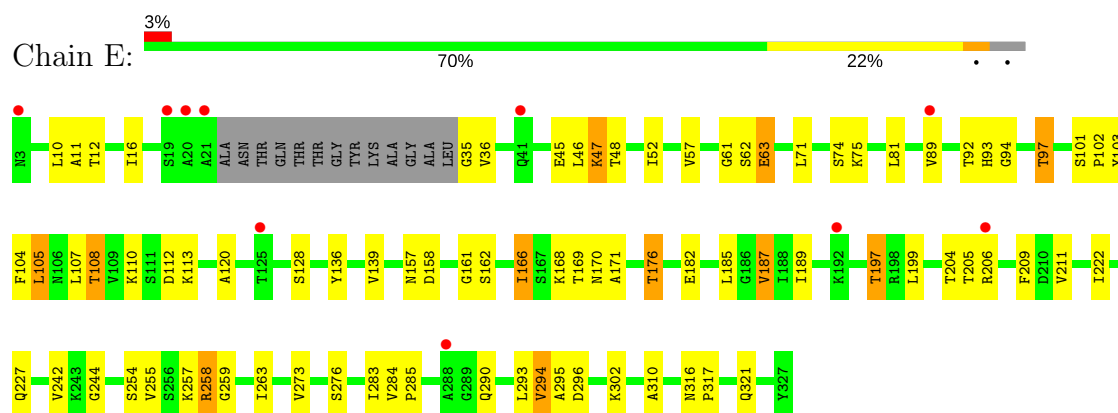 3%
Chain E:
70% 22% • •
N3 L10 A11 T12 I16 S19 A20 A21 ALA ASN THR GLN THR THR GLY TYR LYS ALA GLY ALA LEU G35 V36 Q41 E45 L46 K47 T48 I52 V57 G61 S62 E63 L71 S74 K75 L81 V89 T92 H93 G94 T97 S101 P102 Y103
F104 L105 N106 L107 T108 V109 K110 S111 D112 K113 A120 T125 S128 Y136 V139 N157 D158 G161 S162 I166 S167 K168 T169 N170 A171 T176 E182 L185 G186 V187 I188 I189 K192 T197 R198 L199 T204 T205 R206 F209 D210 V211 I222
Q227 V242 K243 G244 S254 V255 S256 K257 R258 G259 I263 V273 S276 I283 V284 P285 A288 G289 Q290 L293 V294 A295 D296 K302 A310 N316 P317 Q321 Y327